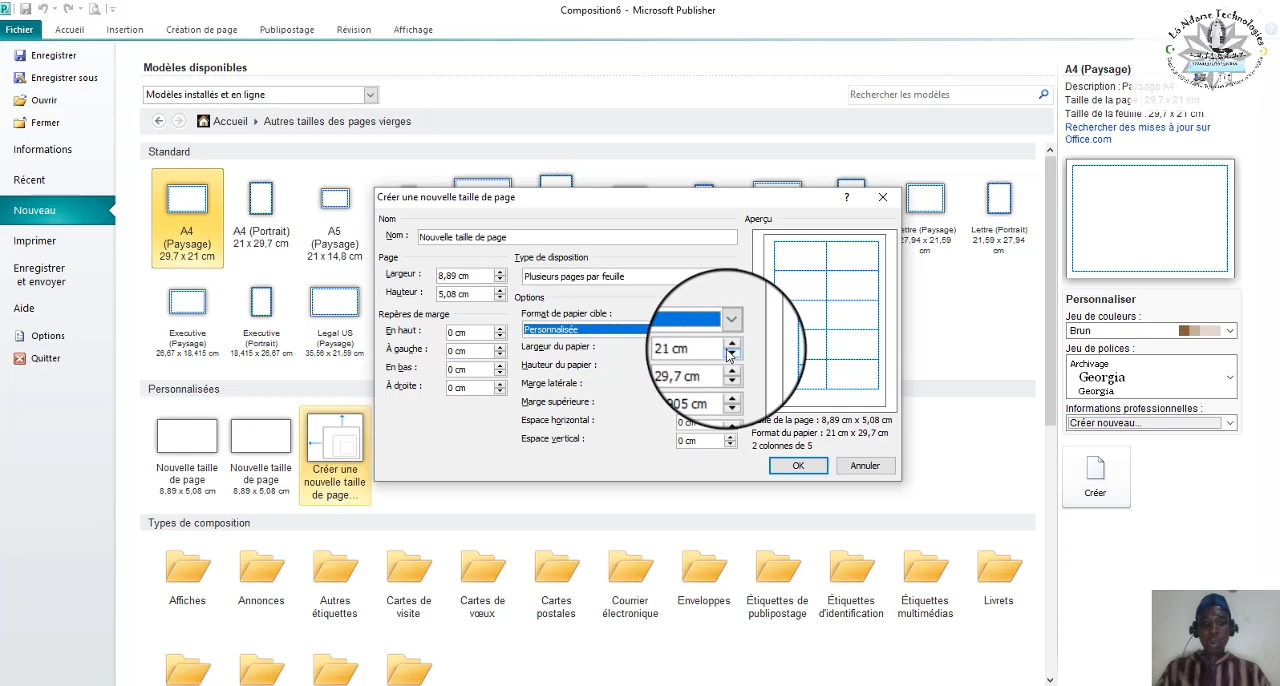 Composition6 - Microsoft Publisher
Fichier
Accueil
Insertion
Création de page
Publipostage
Révision
Affichage
Lô Ndame Technologies
Enregistrer
Enregistrer sous
Ouvrir
Fermer
Informations
Récent
Nouveau
Imprimer
Enregistrer
et envoyer
Aide
Options
Quitter
Modèles disponibles
Modèles installés et en ligne
Rechercher les modèles
Accueil
Autres tailles des pages vierges
Standard
A4
(Paysage)
29,7 x 21 cm
A4 (Portrait)
21 x 29,7 cm
A5
(Paysage)
21 x 14,8 cm
27,94 x 21,59
cm
Lettre (Portrait)
21,59 x 27,94
cm
Executive
(Paysage)
26,67 x 18,415 cm
Executive
(Portrait)
18,415 x 26,67 cm
Legal US
(Paysage)
35,56 x 21.59 cm
Personnalisées
Nouvelle taille
de page
8,89 x 5,08 cm
Nouvelle taille
de page
8,89 x 5,08 cm
Créer une
nouvelle taille
de page...
Types de composition
Affiches
Annonces
Autres
étiquettes
Cartes de
visite
Cartes de
vœux
Cartes
postales
Courrier
électronique
Enveloppes
Étiquettes de
publipostage
Étiquettes
d'identification
Étiquettes
multimédias
Livrets
Créer une nouvelle taille de page
?
Nom
Nom :
Nouvelle taille de page
Page
Largeur :
8,89 cm
Hauteur :
5,08 cm
Repères de marge
En haut :
0 cm
À gauche :
0 cm
En bas :
0 cm
À droite :
0 cm
Type de disposition
Plusieurs pages par feuille
Options
Format de papier cible :
Personnalisée
Largeur du papier :
21 cm
Hauteur du papier :
29,7 cm
Marge latérale :
Marge supérieure :
905 cm
Espace horizontal :
0 cm
Espace vertical :
0 cm
Aperçu
de la page : 8,89 cm x 5,08 cm
Format du papier : 21 cm x 29,7 cm
2 colonnes de 5
OK
Annuler
A4 (Paysage)
Description : Paysage A4
Taille de la page : 29,7 x 21 cm
Taille de la feuille : 29,7 x 21 cm
Rechercher des mises à jour sur
Office.com
Personnaliser
Jeu de couleurs :
Brun
Jeu de polices :
Archivage
Georgia
Georgia
Informations professionnelles :
Créer nouveau...
Créer